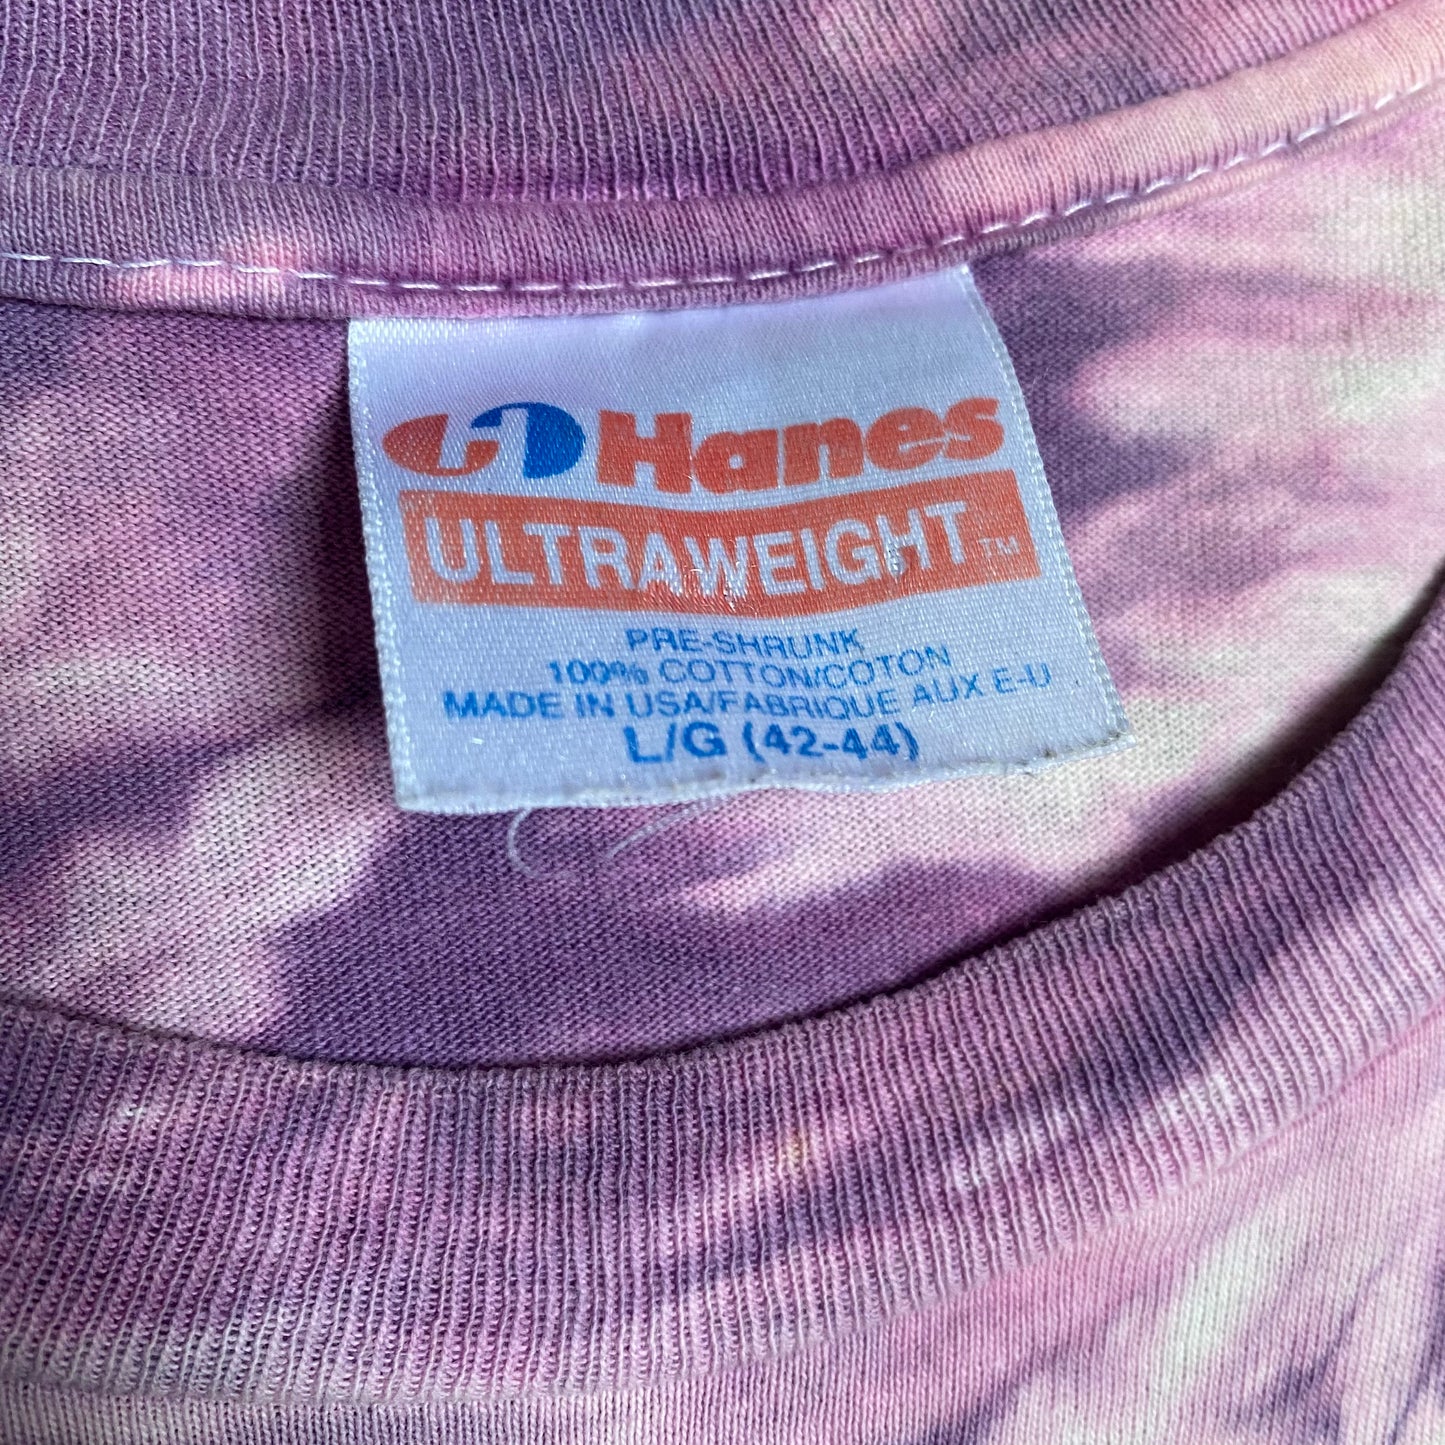 Hanes
ULTRAWEIGHT™
PRE-SHRUNK
100% COTTON/COTON
MADE IN USA/FABRIQUE AUX E-U
L/G (42-44)